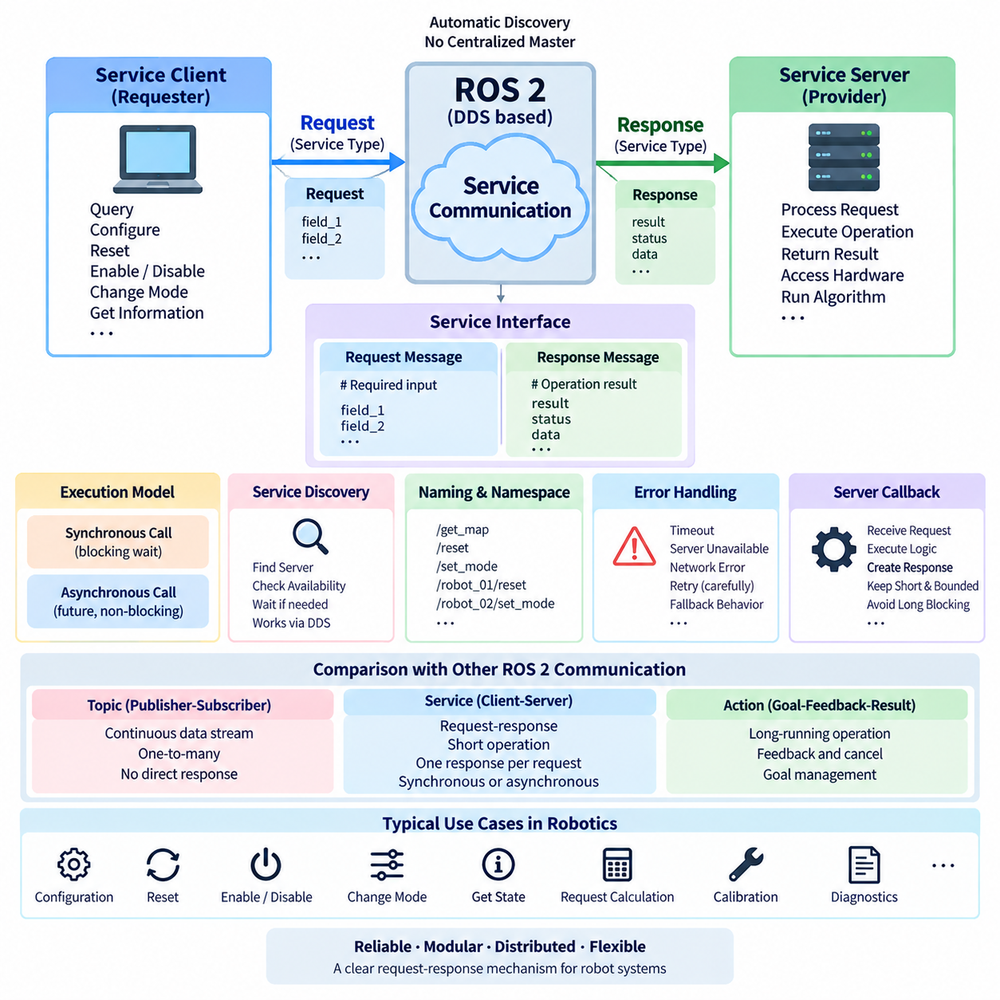 Automatic Discovery
No Centralized Master
Service Client
(Requester)
Query
Configure
Reset
Enable / Disable
Change Mode
Get Information
...
Request
(Service Type)
Request
field_1
field_2
...
ROS 2
(DDS based)
Service
Communication
Response
(Service Type)
Response
result
status
data
...
Service Server
(Provider)
Process Request
Execute Operation
Return Result
Access Hardware
Run Algorithm
...
Service Interface
Request Message
# Required input
field_1
field_2
...
Response Message
# Operation result
result
status
data
...
Execution Model
Synchronous Call
(blocking wait)
Asynchronous Call
(future, non-blocking)
Service Discovery
Find Server
Check Availability
Wait if needed
Works via DDS
Naming & Namespace
/get_map
/reset
/set_mode
/robot_01/reset
/robot_02/set_mode
...
Error Handling
Timeout
Server Unavailable
Network Error
Retry (carefully)
Fallback Behavior
...
Server Callback
Receive Request
Execute Logic
Create Response
Keep Short & Bounded
Avoid Long Blocking
...
Comparison with Other ROS 2 Communication
Topic (Publisher-Subscriber)
Continuous data stream
One-to-many
No direct response
Service (Client-Server)
Request-response
Short operation
One response per request
Synchronous or asynchronous
Action (Goal-Feedback-Result)
Long-running operation
Feedback and cancel
Goal management
Typical Use Cases in Robotics
Configuration
Reset
Enable / Disable
Change Mode
Get State
Request Calculation
Calibration
Diagnostics
...
Reliable · Modular · Distributed · Flexible
A clear request-response mechanism for robot systems